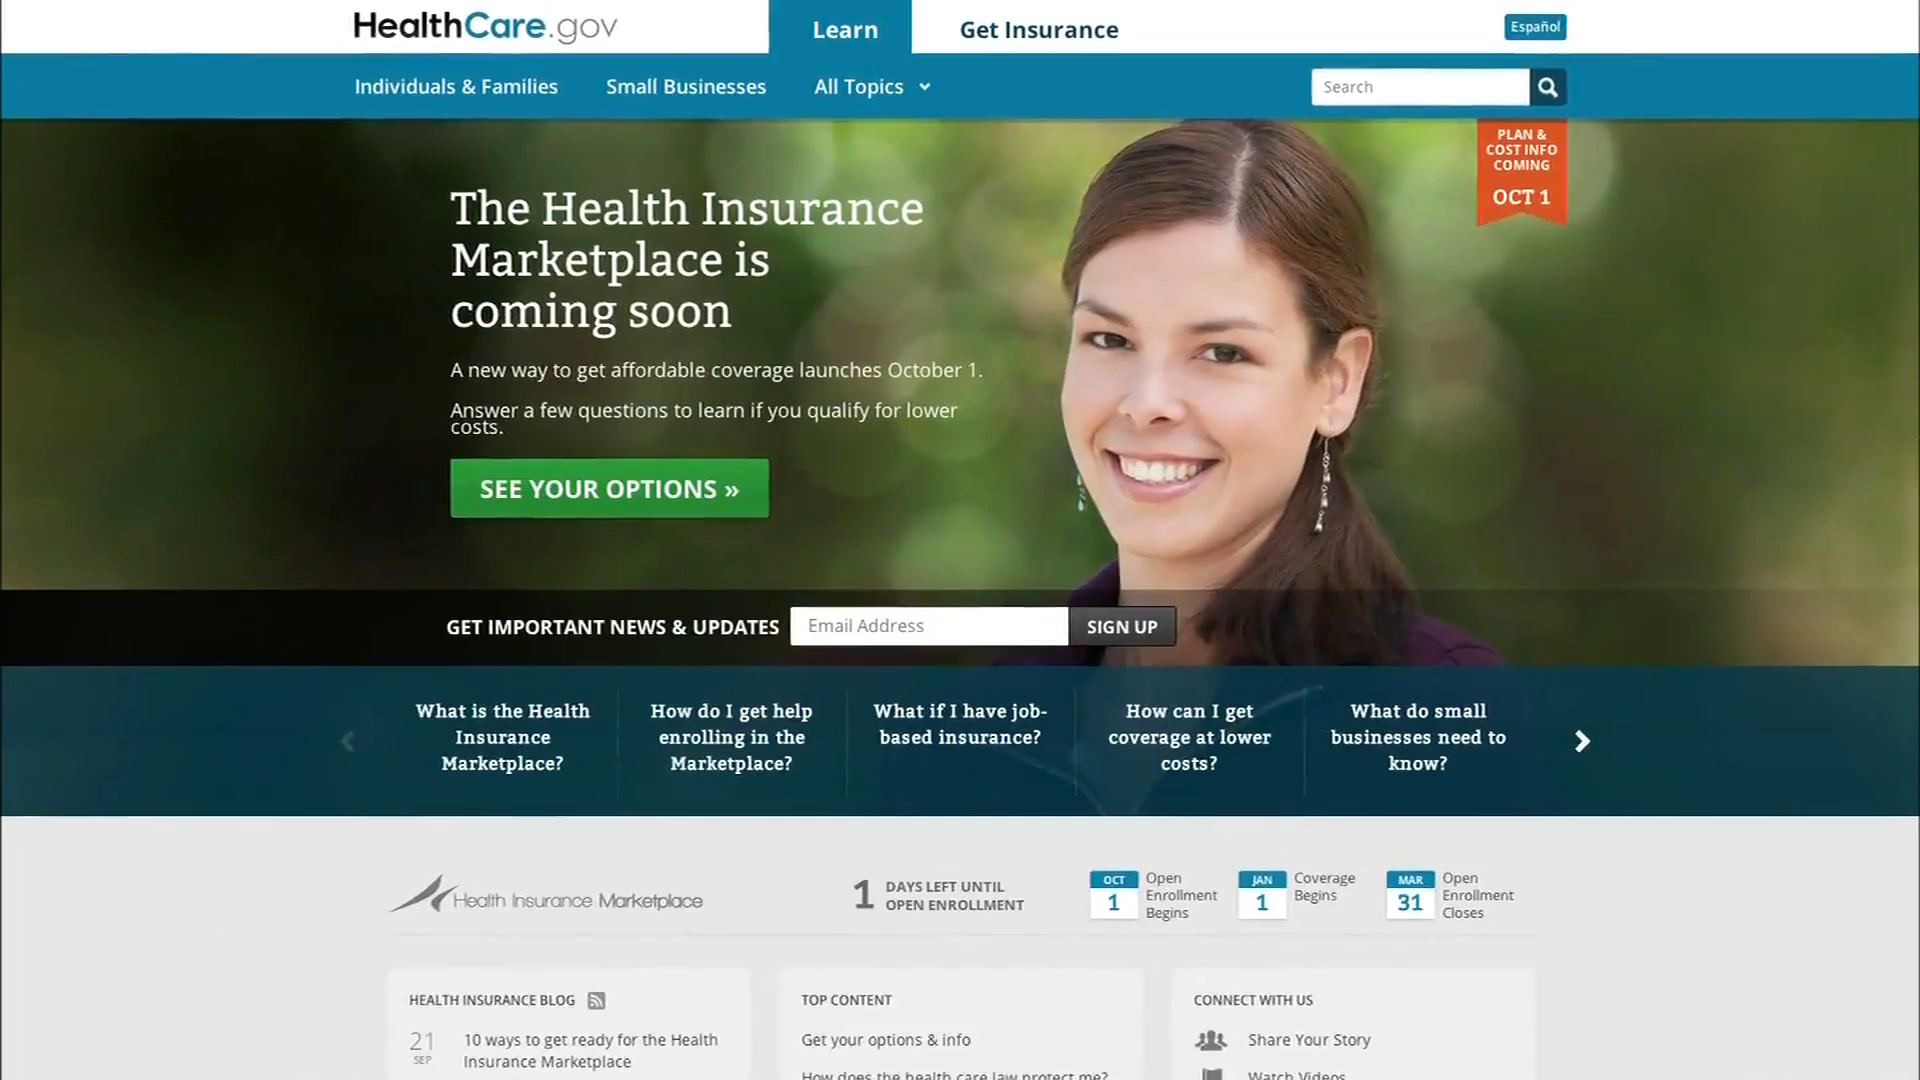 HealthCare.gov
Learn
Get Insurance
Español
Individuals & Families
Small Businesses
All Topics
Search
PLAN &
COST INFO
COMING
OCT 1
The Health Insurance
Marketplace is
coming soon
A new way to get affordable coverage launches October 1.
Answer a few questions to learn if you qualify for lower
costs.
SEE YOUR OPTIONS »
GET IMPORTANT NEWS & UPDATES
Email Address
SIGN UP
What is the Health
Insurance
Marketplace?
How do I get help
enrolling in the
Marketplace?
What if I have job-
based insurance?
How can I get
coverage at lower
costs?
What do small
businesses need to
know?
Health Insurance Marketplace
1
DAYS LEFT UNTIL
OPEN ENROLLMENT
OCT
1
Open
Enrollment
Begins
JAN
1
Coverage
Begins
MAR
31
Open
Enrollment
Closes
HEALTH INSURANCE BLOG
21
SEP
10 ways to get ready for the Health
Insurance Marketplace
TOP CONTENT
Get your options & info
How does the health care law protect me?
CONNECT WITH US
Share Your Story
Watch Videos